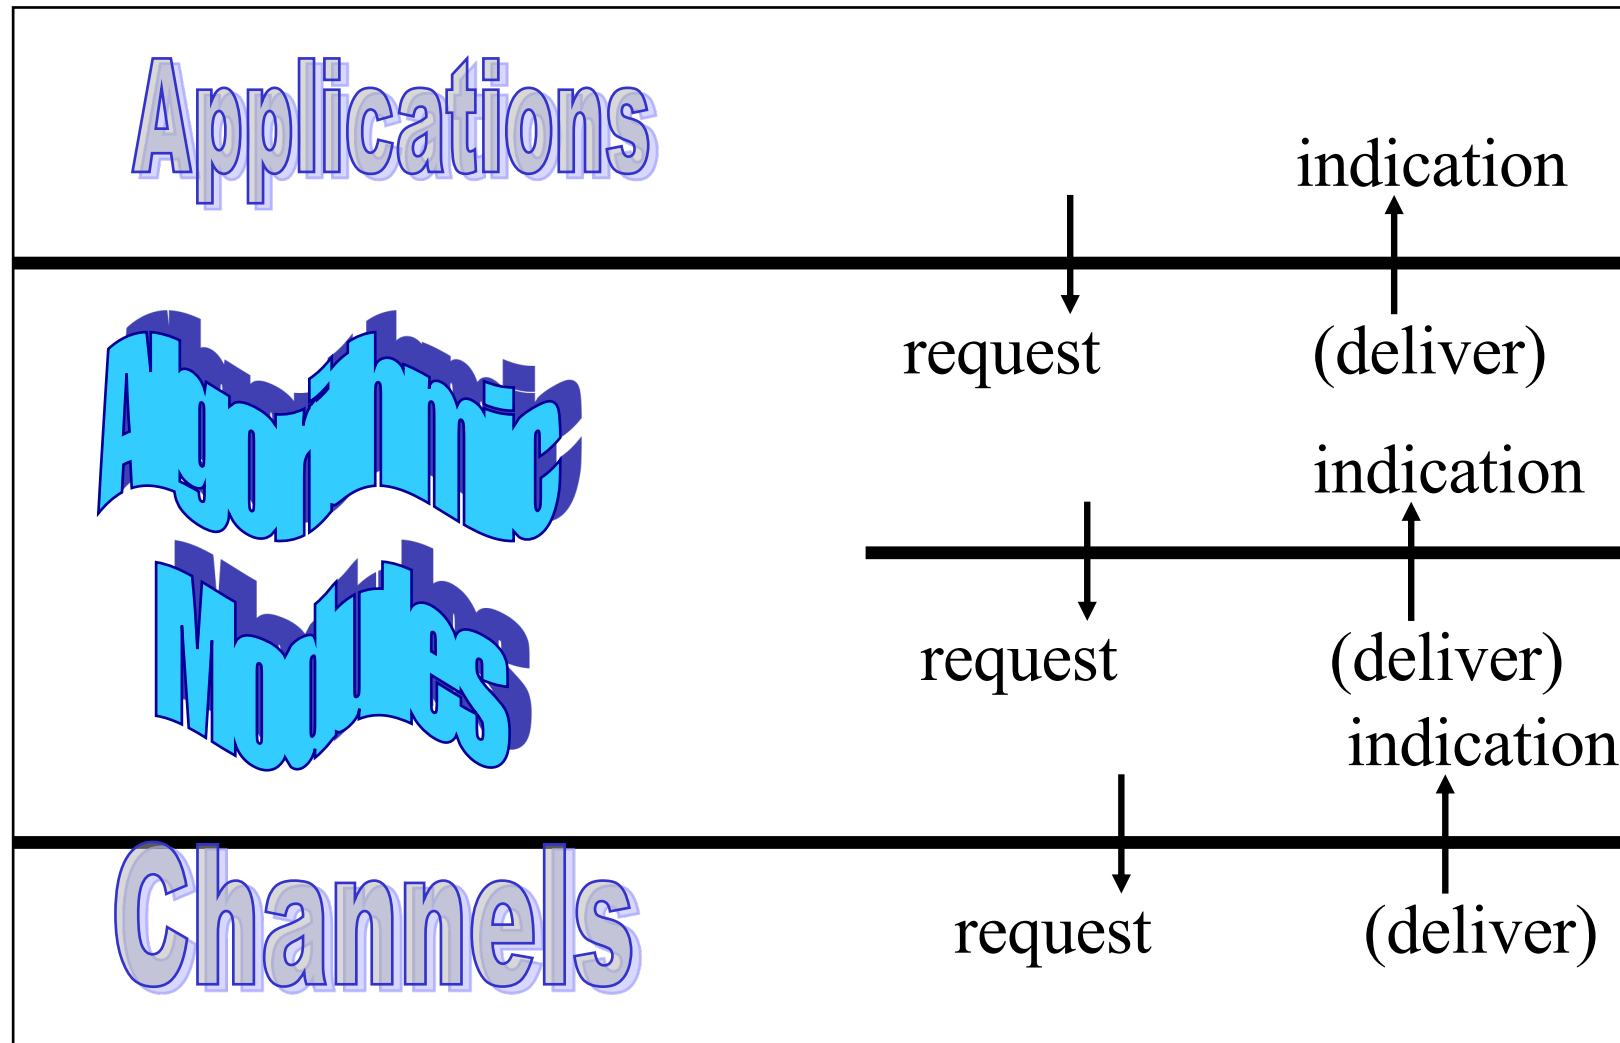 Applications
indication
request (deliver)
Algorithmic
indication
Modules
request (deliver)
indication
Channels
request (deliver)